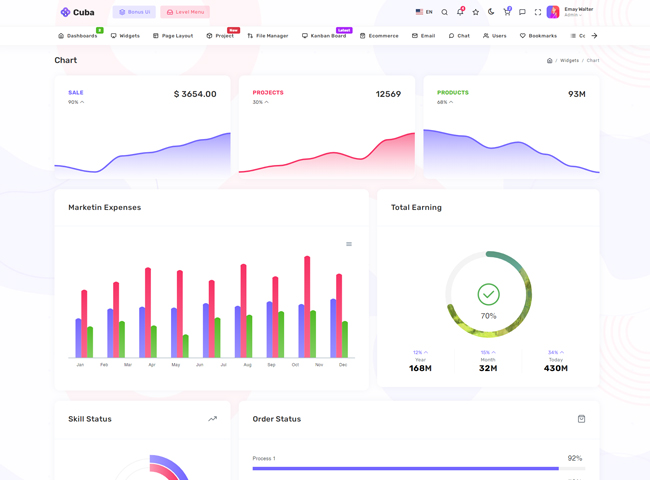 Cuba
Bonus UI
Level Menu
EN
4
2
Emay Walter
Admin
Dashboards
Widgets
Page Layout
Project
New
File Manager
Kanban Board
Latest
Ecommerce
Email
Chat
Users
Bookmarks
Chart
Widgets / Chart
SALE
90%
$ 3654.00
PROJECTS
30%
12569
PRODUCTS
68%
93M
Marketin Expenses
Jan Feb Mar Apr May Jun Jul Aug Sep Oct Nov Dec
Total Earning
70%
12% 15% 34%
Year Month Today
168M 32M 430M
Skill Status
Order Status
Process 1 92%